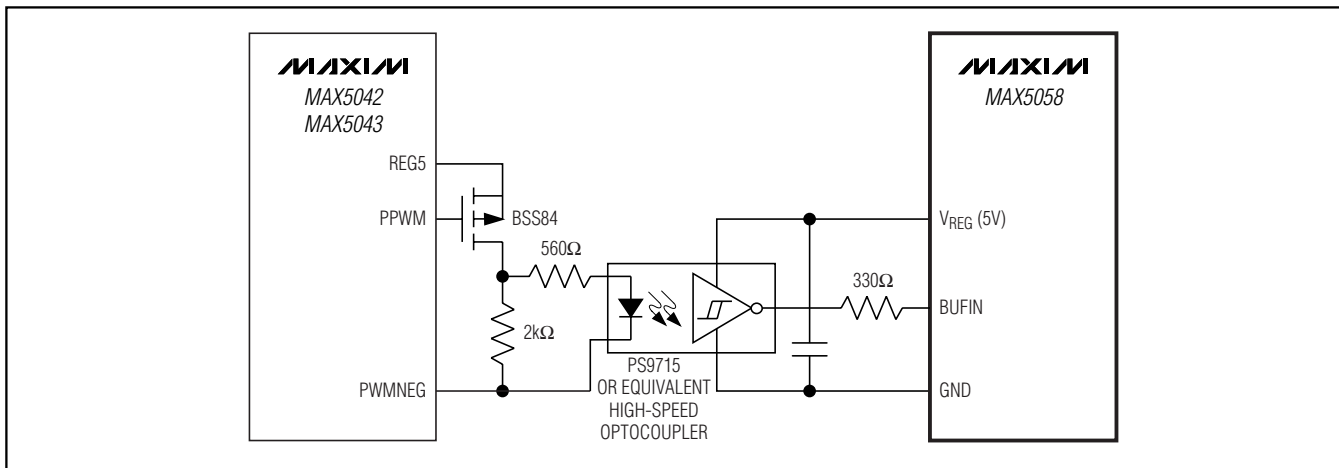 MAXIM
MAX5042
MAX5043
REG5
PPWM
PWMNEG
BSS84
560Ω
2kΩ
PS9715
OR EQUIVALENT
HIGH-SPEED
OPTOCOUPLER
330Ω
MAXIM
MAX5058
VREG (5V)
BUFIN
GND